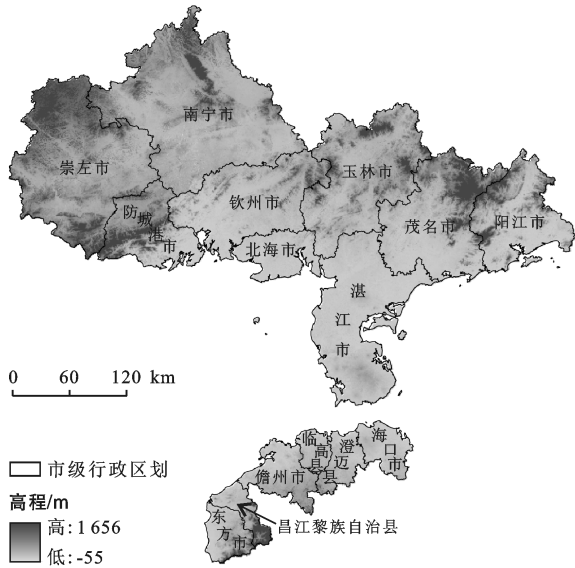 南宁市
崇左市
玉林市
钦州市
防城港市
茂名市
阳江市
北海市
湛江市
0 60 120 km
临高县
澄迈县
海口市
儋州市
市级行政区划
东方市
昌江黎族自治县
高程/m
高:1 656
低:-55